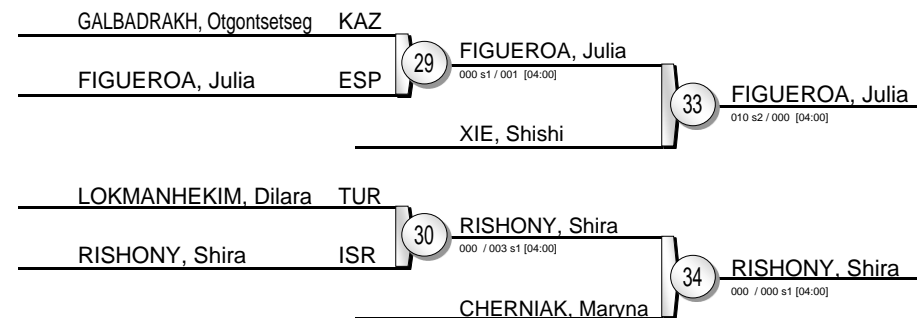 GALBADRAKH, Otgontsetseg KAZ
FIGUEROA, Julia ESP
29
FIGUEROA, Julia
000 s1 / 001 [04:00]
XIE, Shishi
33
FIGUEROA, Julia
010 s2 / 000 [04:00]
LOKMANHEKIM, Dilara TUR
RISHONY, Shira ISR
30
RISHONY, Shira
000 / 003 s1 [04:00]
CHERNIAK, Maryna
34
RISHONY, Shira
000 / 000 s1 [04:00]